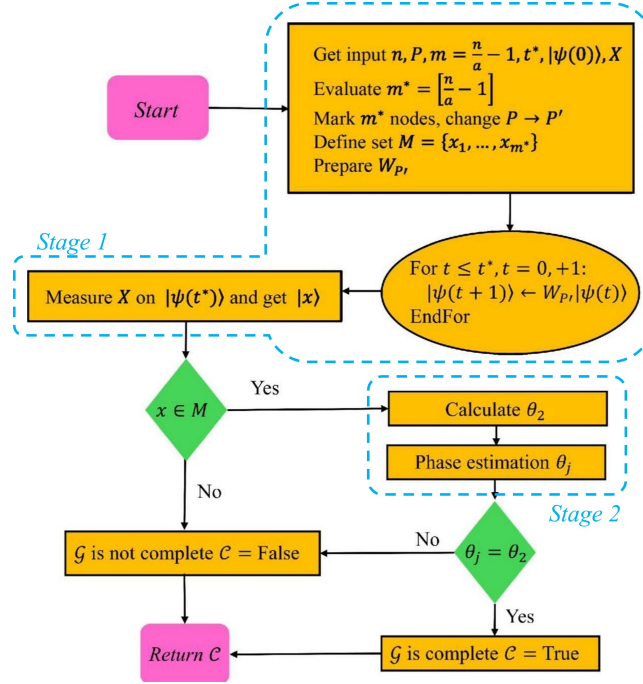 Start
Get input n, P, m = n/a − 1, t*, |ψ(0)⟩, X
Evaluate m* = [n/a − 1]
Mark m* nodes, change P → P′
Define set M = {x₁, …, xₘ*}
Prepare W_P′
Stage 1
For t ≤ t*, t = 0, +1:
|ψ(t + 1)⟩ ← W_P′|ψ(t)⟩
EndFor
Measure X on |ψ(t*)⟩ and get |x⟩
x ∈ M
Yes
No
Calculate θ₂
Phase estimation θⱼ
Stage 2
θⱼ = θ₂
No
Yes
𝒢 is not complete 𝒞 = False
𝒢 is complete 𝒞 = True
Return 𝒞